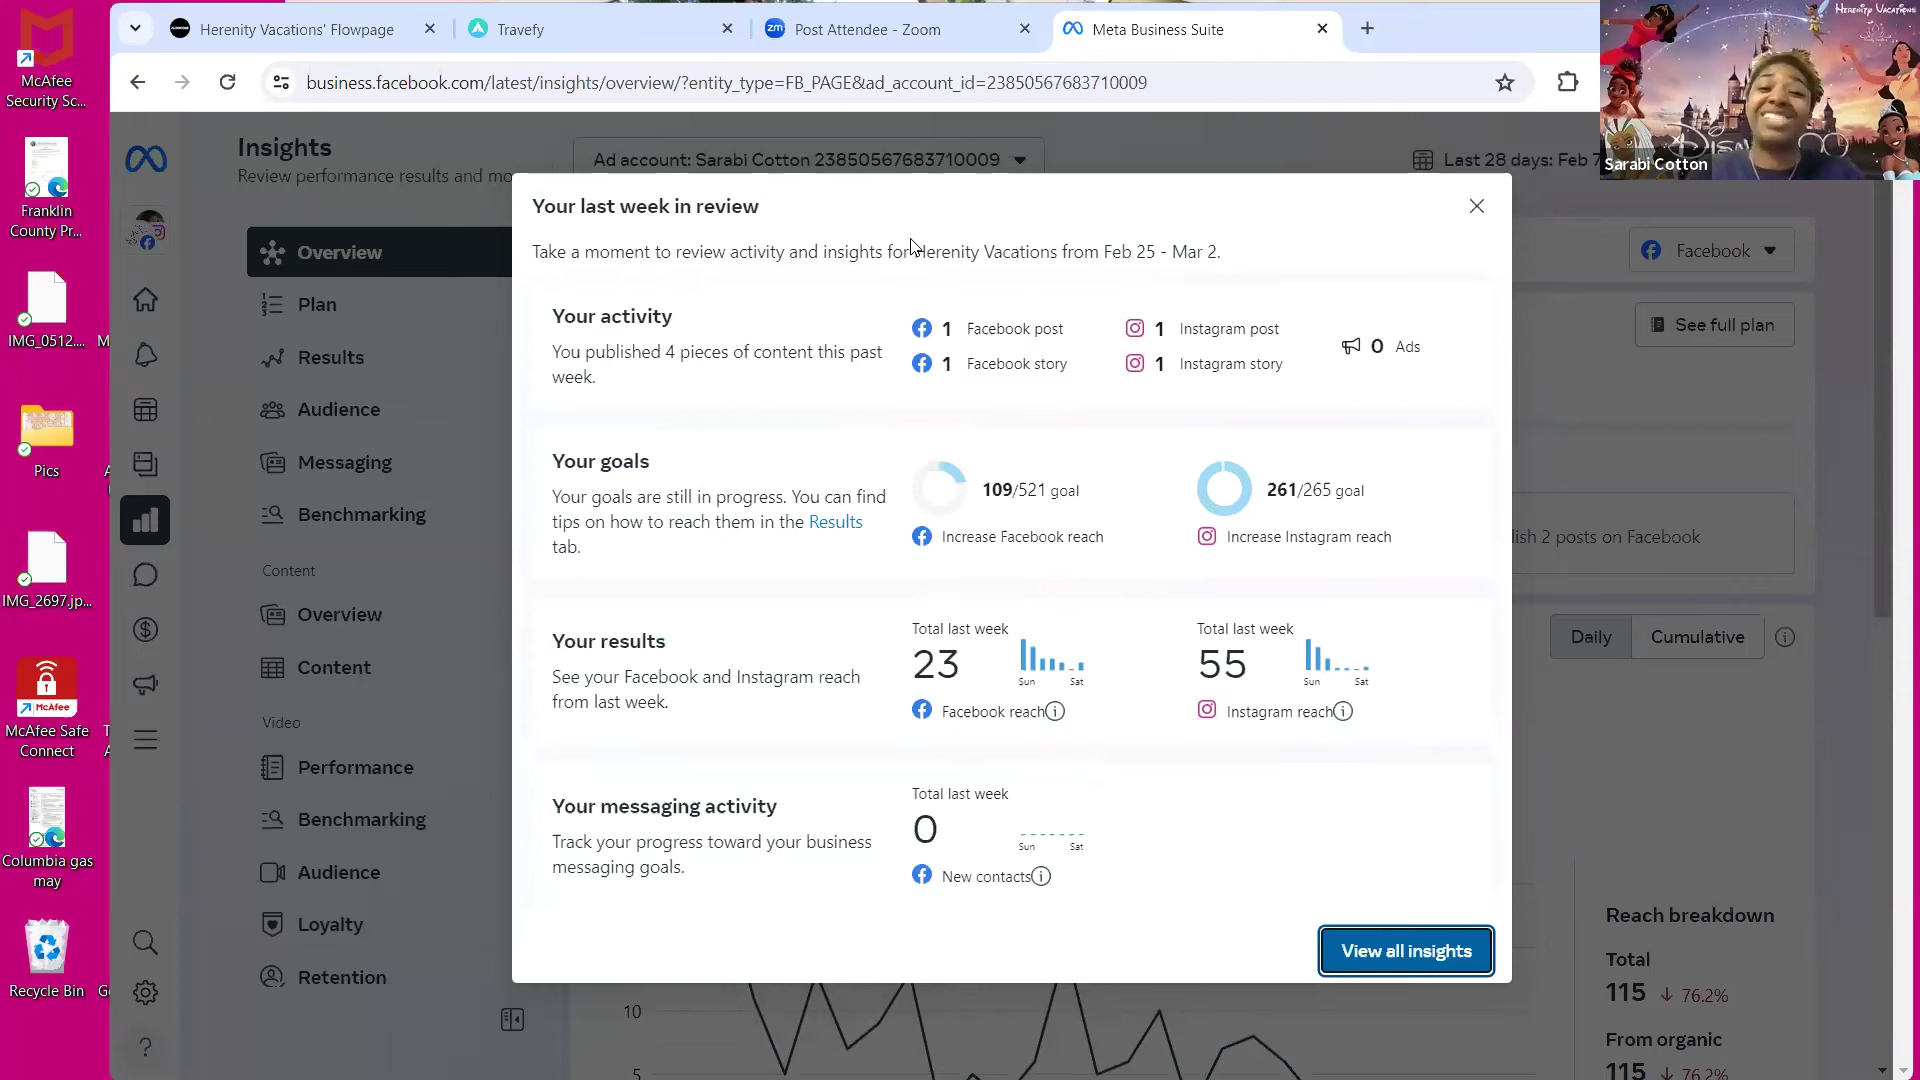 McAfee
Security Sc...
Franklin
County Pr...
IMG_0512....
M
Pics
A
IMG_2697.jp...
McAfee
McAfee Safe
Connect
T
A
Columbia gas
may
Recycle Bin
Herenity Vacations' Flowpage
Travefy
zm
Post Attendee - Zoom
Meta Business Suite
business.facebook.com/latest/insights/overview/?entity_type=FB_PAGE&ad_account_id=23850567683710009
Herenity Vacations
Sarabi Cotton
Insights
Review performance results and mo
Ad account: Sarabi Cotton 23850567683710009
Last 28 days: Feb 7
Overview
Plan
Results
Audience
Messaging
Benchmarking
Content
Overview
Content
Video
Performance
Benchmarking
Audience
Loyalty
Retention
Facebook
See full plan
lish 2 posts on Facebook
Daily
Cumulative
Your last week in review
Take a moment to review activity and insights for Herenity Vacations from Feb 25 - Mar 2.
Your activity
You published 4 pieces of content this past
week.
1 Facebook post
1 Instagram post
1 Facebook story
1 Instagram story
0 Ads
Your goals
Your goals are still in progress. You can find
tips on how to reach them in the Results
tab.
109/521 goal
Increase Facebook reach
261/265 goal
Increase Instagram reach
Your results
See your Facebook and Instagram reach
from last week.
Total last week
23
Sun Sat
Facebook reach
Total last week
55
Sun Sat
Instagram reach
Your messaging activity
Track your progress toward your business
messaging goals.
Total last week
0
Sun Sat
New contacts
View all insights
10
5
Reach breakdown
Total
115 ↓ 76.2%
From organic
115 ↓ 76.2%